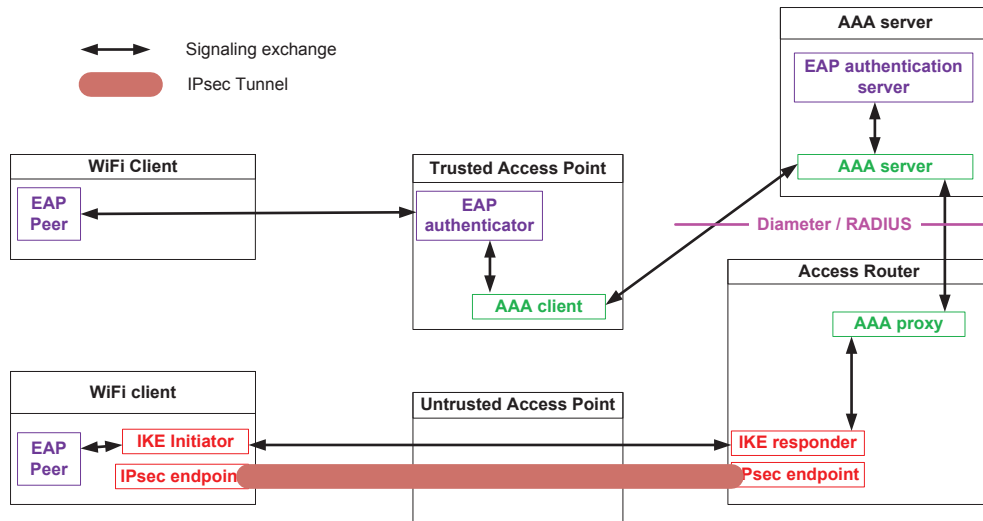 Signaling exchange
IPsec Tunnel
AAA server
EAP authentication
server
AAA server
WiFi Client
EAP
Peer
Trusted Access Point
EAP
authenticator
AAA client
Diameter / RADIUS
Access Router
AAA proxy
WiFi client
EAP
Peer
IKE Initiator
IPsec endpoin
Untrusted Access Point
IKE responder
Psec endpoint